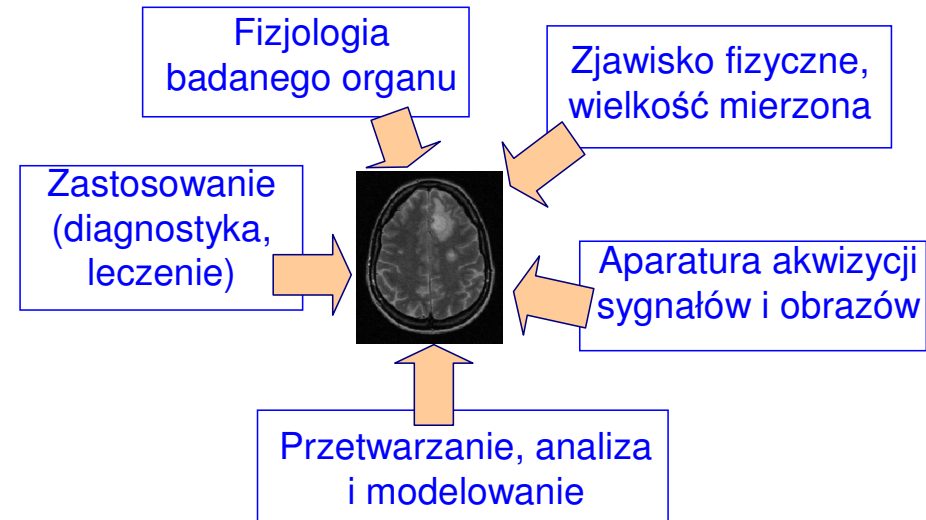 Fizjologia
badanego organu
Zjawisko fizyczne,
wielkość mierzona
Zastosowanie
(diagnostyka,
leczenie)
Aparatura akwizycji
sygnałów i obrazów
Przetwarzanie, analiza
i modelowanie